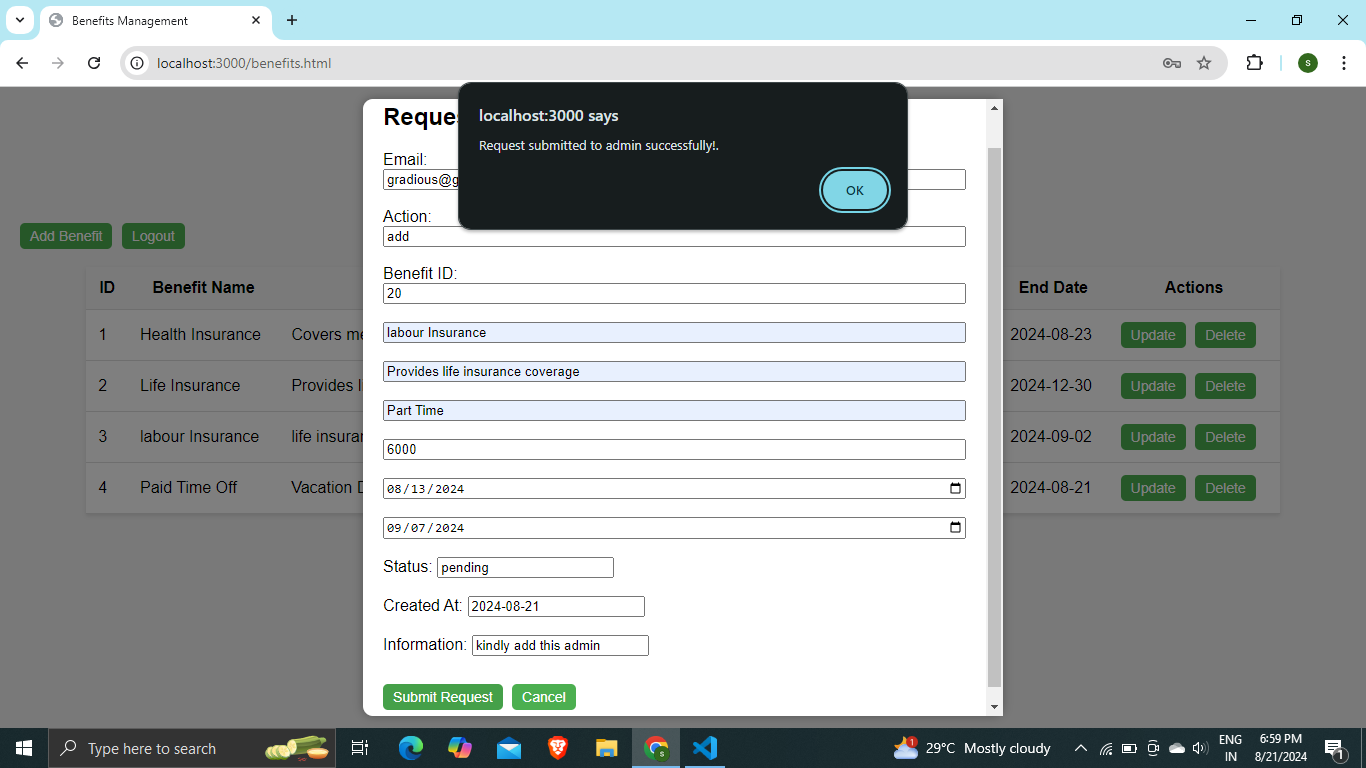 Benefits Management
localhost:3000/benefits.html
s
localhost:3000 says
Request submitted to admin successfully!.
OK
Email:
Action:
add
Benefit ID:
20
labour Insurance
Provides life insurance coverage
Part Time
6000
08/13/2024
09/07/2024
Status: pending
Created At: 2024-08-21
Information: kindly add this admin
Submit Request Cancel
Add Benefit Logout
ID Benefit Name End Date Actions
1 Health Insurance Covers 2024-08-23 Update Delete
2 Life Insurance Provides 2024-12-30 Update Delete
3 labour Insurance life 2024-09-02 Update Delete
4 Paid Time Off Vacation 2024-08-21 Update Delete
Type here to search
29°C Mostly cloudy
ENG
IN
6:59 PM
8/21/2024
1